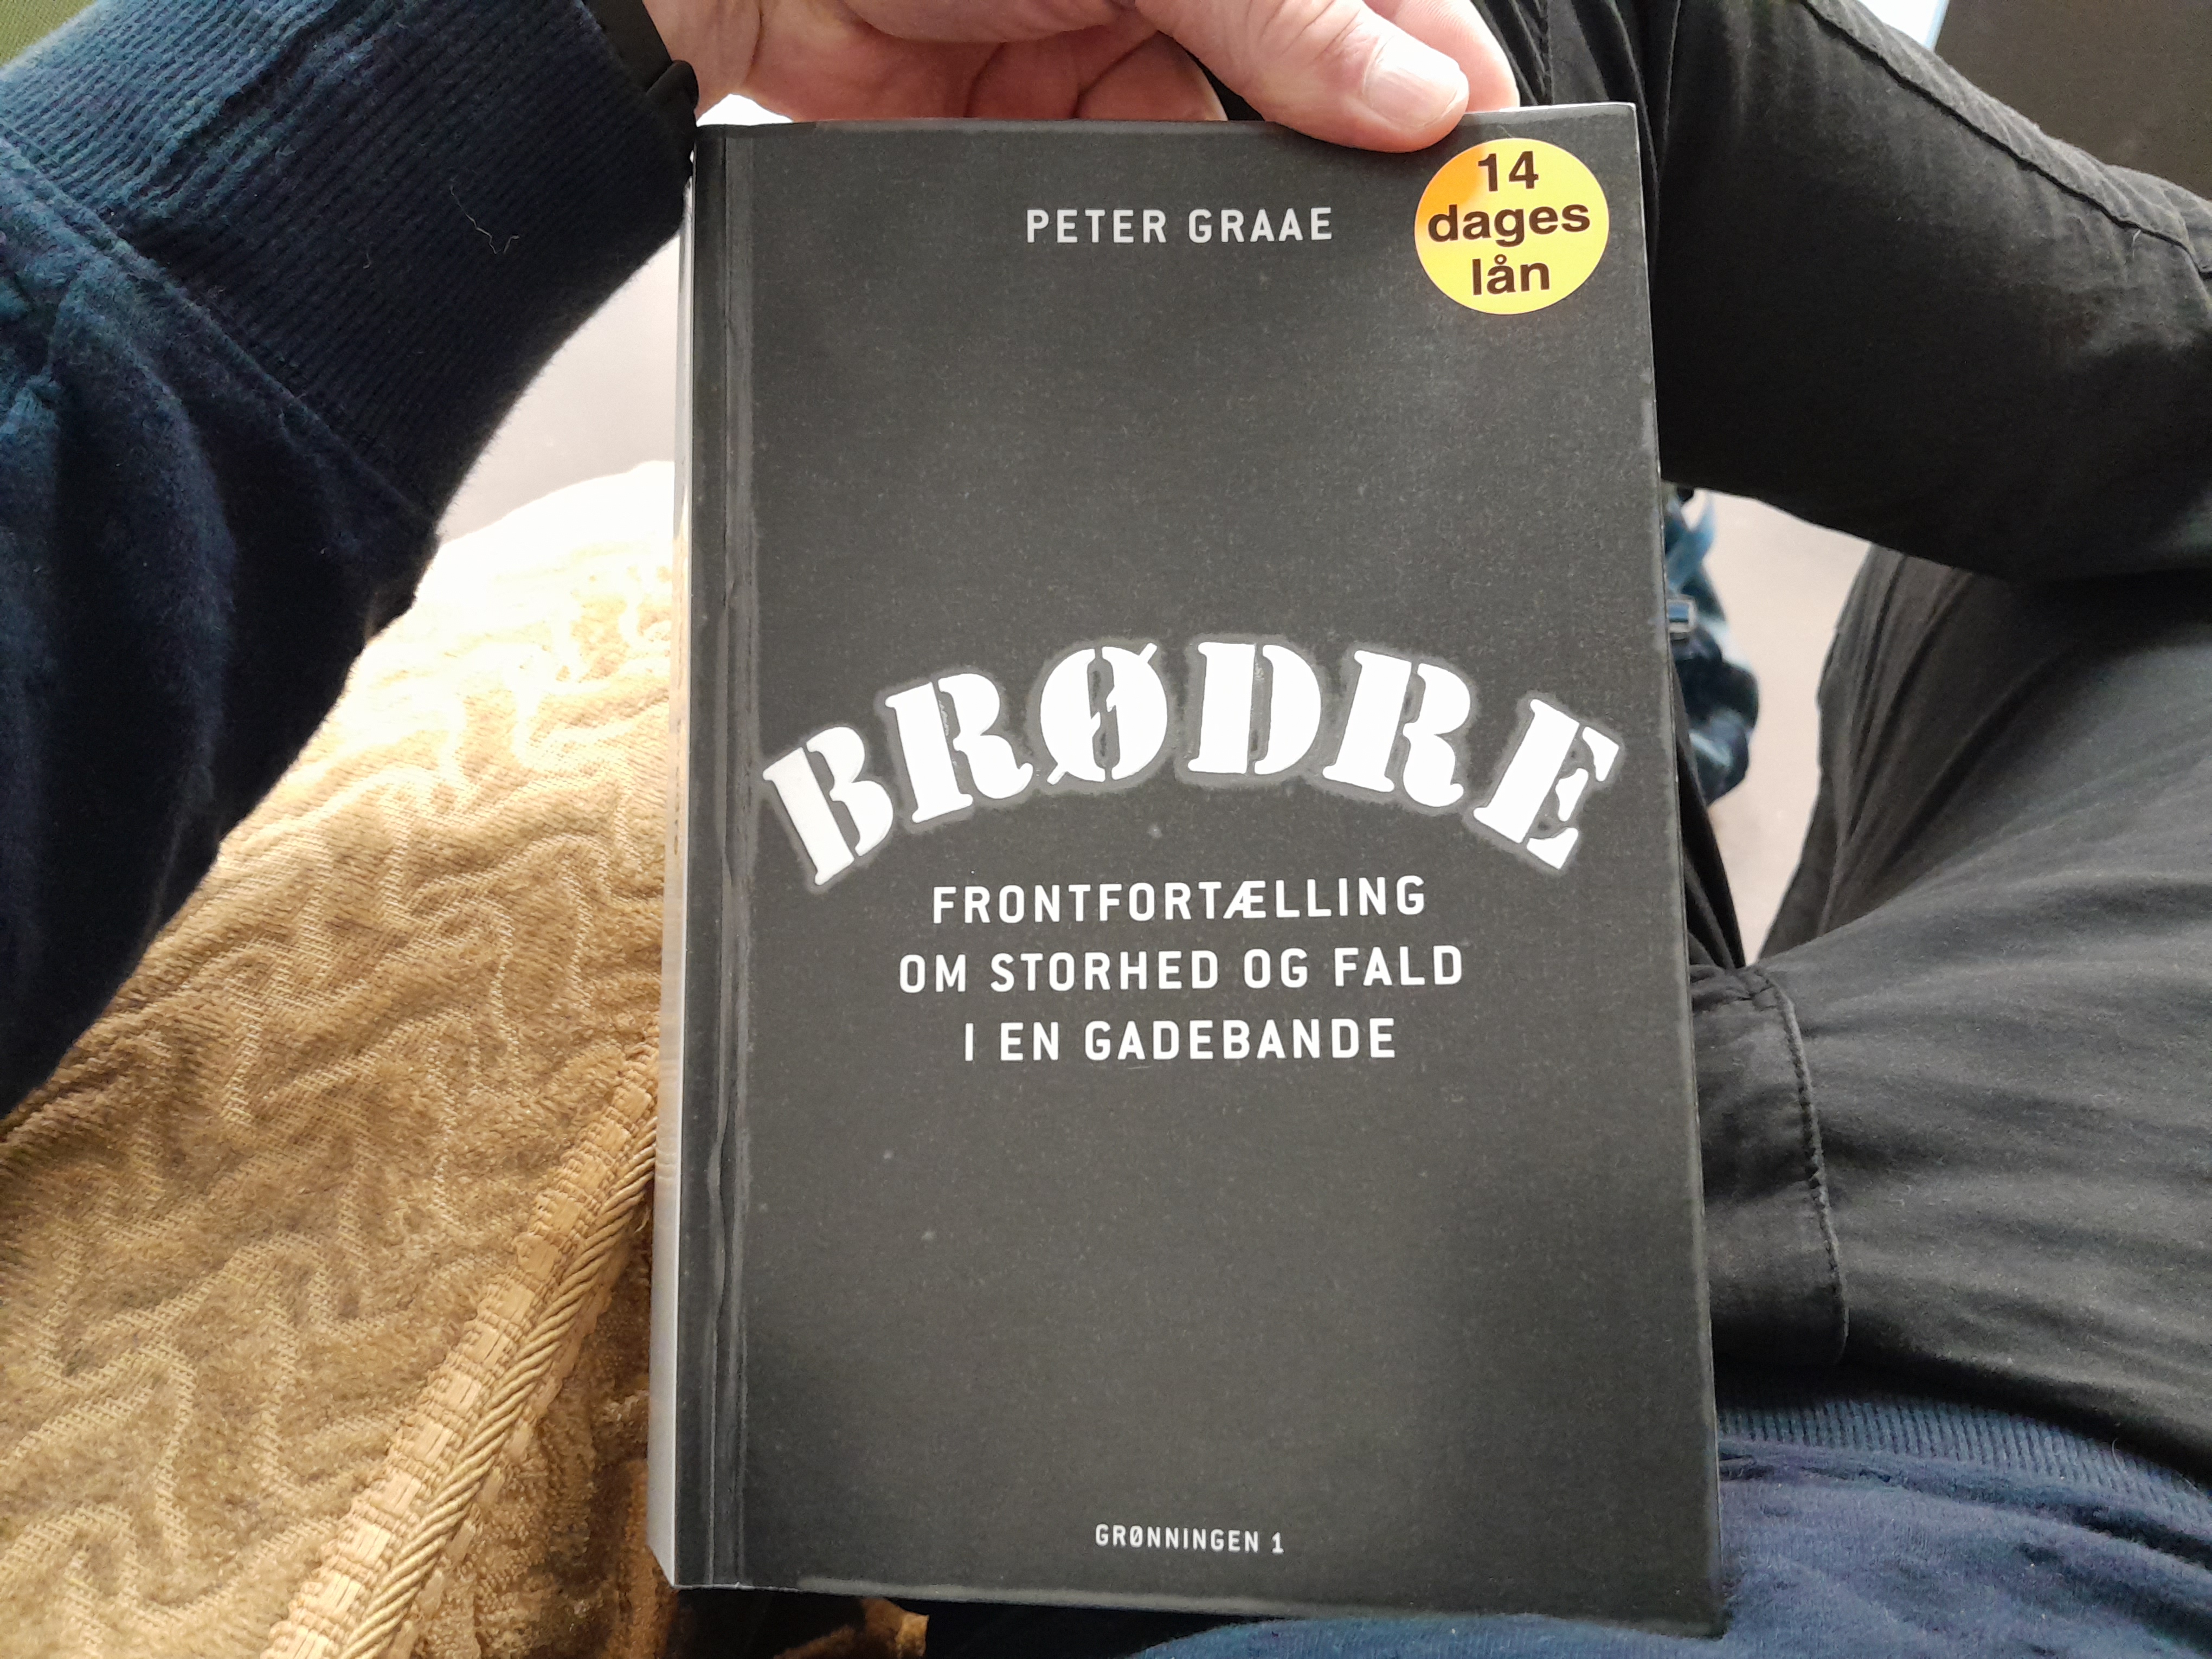 PETER GRAAE
14
dages
lån
BRØDRE
FRONTFORTÆLLING
OM STORHED OG FALD
I EN GADEBANDE
GRØNNINGEN 1